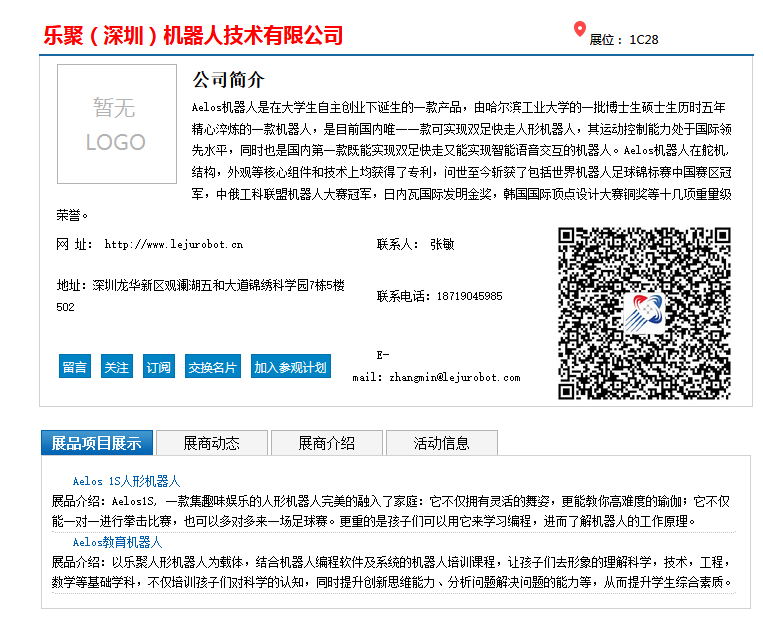 乐聚（深圳）机器人技术有限公司
展位： 1C28
暂无
LOGO
公司简介
Aelos机器人是在大学生自主创业下诞生的一款产品，由哈尔滨工业大学的一批博士生硕士生历时五年
精心淬炼的一款机器人，是目前国内唯一一款可实现双足快走人形机器人，其运动控制能力处于国际领
先水平，同时也是国内第一款既能实现双足快走又能实现智能语音交互的机器人。Aelos机器人在舵机，
结构，外观等核心组件和技术上均获得了专利，问世至今斩获了包括世界机器人足球锦标赛中国赛区冠
军，中俄工科联盟机器人大赛冠军，日内瓦国际发明金奖，韩国国际顶点设计大赛铜奖等十几项重量级
荣誉。
网 址： http://www.lejurobot.cn
联系人： 张敏
地址：深圳龙华新区观澜湖五和大道锦绣科学园7栋5楼
502
联系电话：18719045985
E-
mail：zhangmin@lejurobot.com
留言 关注 订阅 交换名片 加入参观计划
展品项目展示 展商动态 展商介绍 活动信息
Aelos 1S人形机器人
展品介绍：Aelos1S，一款集趣味娱乐的人形机器人完美的融入了家庭：它不仅拥有灵活的舞姿，更能教你高难度的瑜伽；它不仅
能一对一进行拳击比赛，也可以多对多来一场足球赛。更重的是孩子们可以用它来学习编程，进而了解机器人的工作原理。
Aelos教育机器人
展品介绍：以乐聚人形机器人为载体，结合机器人编程软件及系统的机器人培训课程，让孩子们去形象的理解科学，技术，工程，
数学等基础学科，不仅培训孩子们对科学的认知，同时提升创新思维能力、分析问题解决问题的能力等，从而提升学生综合素质。